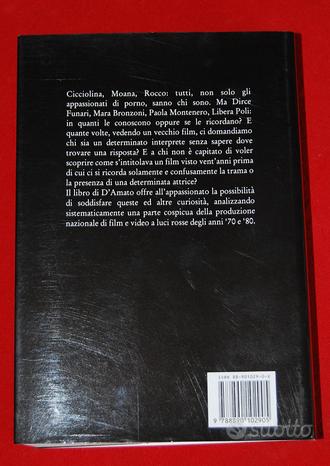 Cicciolina, Moana, Rocco: tutti, non solo gli
appassionati di porno, sanno chi sono. Ma Dirce
Funari, Mara Bronzoni, Paola Montenero, Libera Poli:
in quanti le conoscono oppure se le ricordano? E
quante volte, vedendo un vecchio film, ci domandiamo
chi sia un determinato interprete senza sapere dove
trovare una risposta? E a chi non è capitato di voler
scoprire come s'intitolava un film visto vent'anni prima
di cui ci si ricorda solamente e confusamente la trama o
la presenza di una determinata attrice?
Il libro di D'Amato offre all'appassionato la possibilità
di soddisfare queste ed altre curiosità, analizzando
sistematicamente una parte cospicua della produzione
nazionale di film e video a luci rosse degli anni '70 e '80.
9 788890 102905
subito